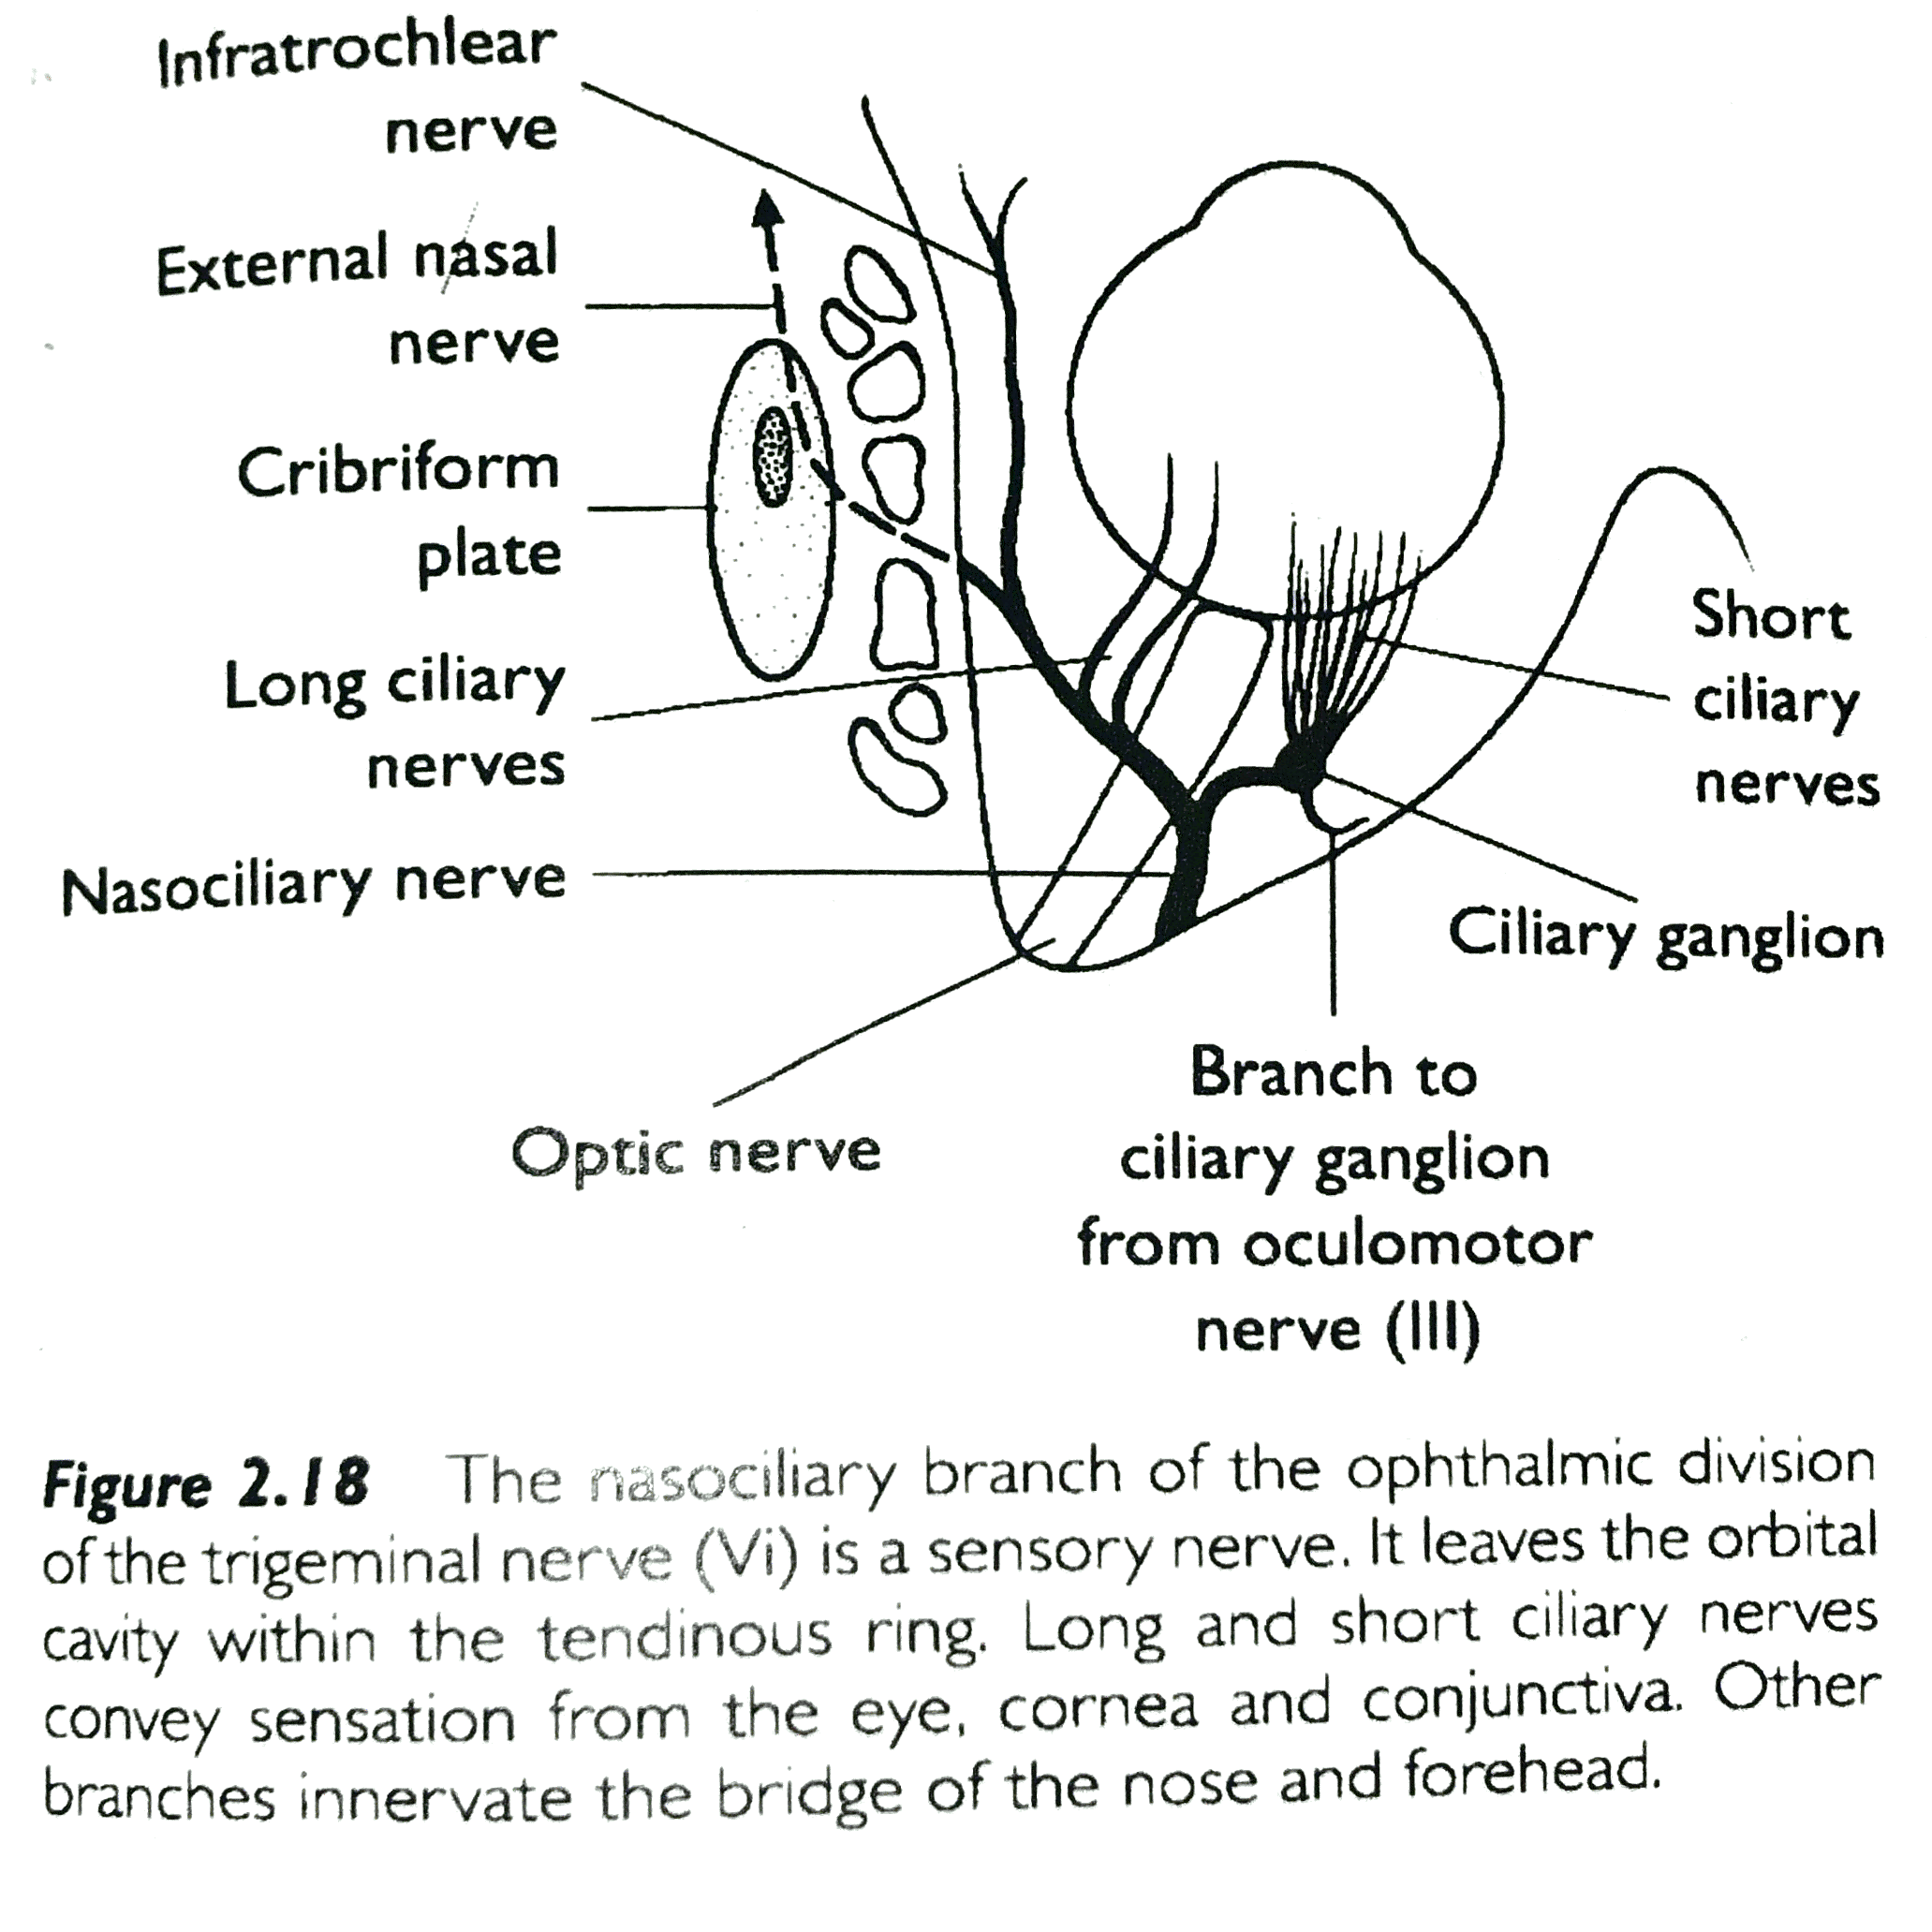 Infratrochlear
nerve
External nasal
nerve
Cribriform
plate
Long ciliary
nerves
Nasociliary nerve
Optic nerve
Short
ciliary
nerves
Ciliary ganglion
Branch to
ciliary ganglion
from oculomotor
nerve (III)
Figure 2.18 The nasociliary branch of the ophthalmic division
of the trigeminal nerve (Vi) is a sensory nerve. It leaves the orbital
cavity within the tendinous ring. Long and short ciliary nerves
convey sensation from the eye, cornea and conjunctiva. Other
branches innervate the bridge of the nose and forehead.